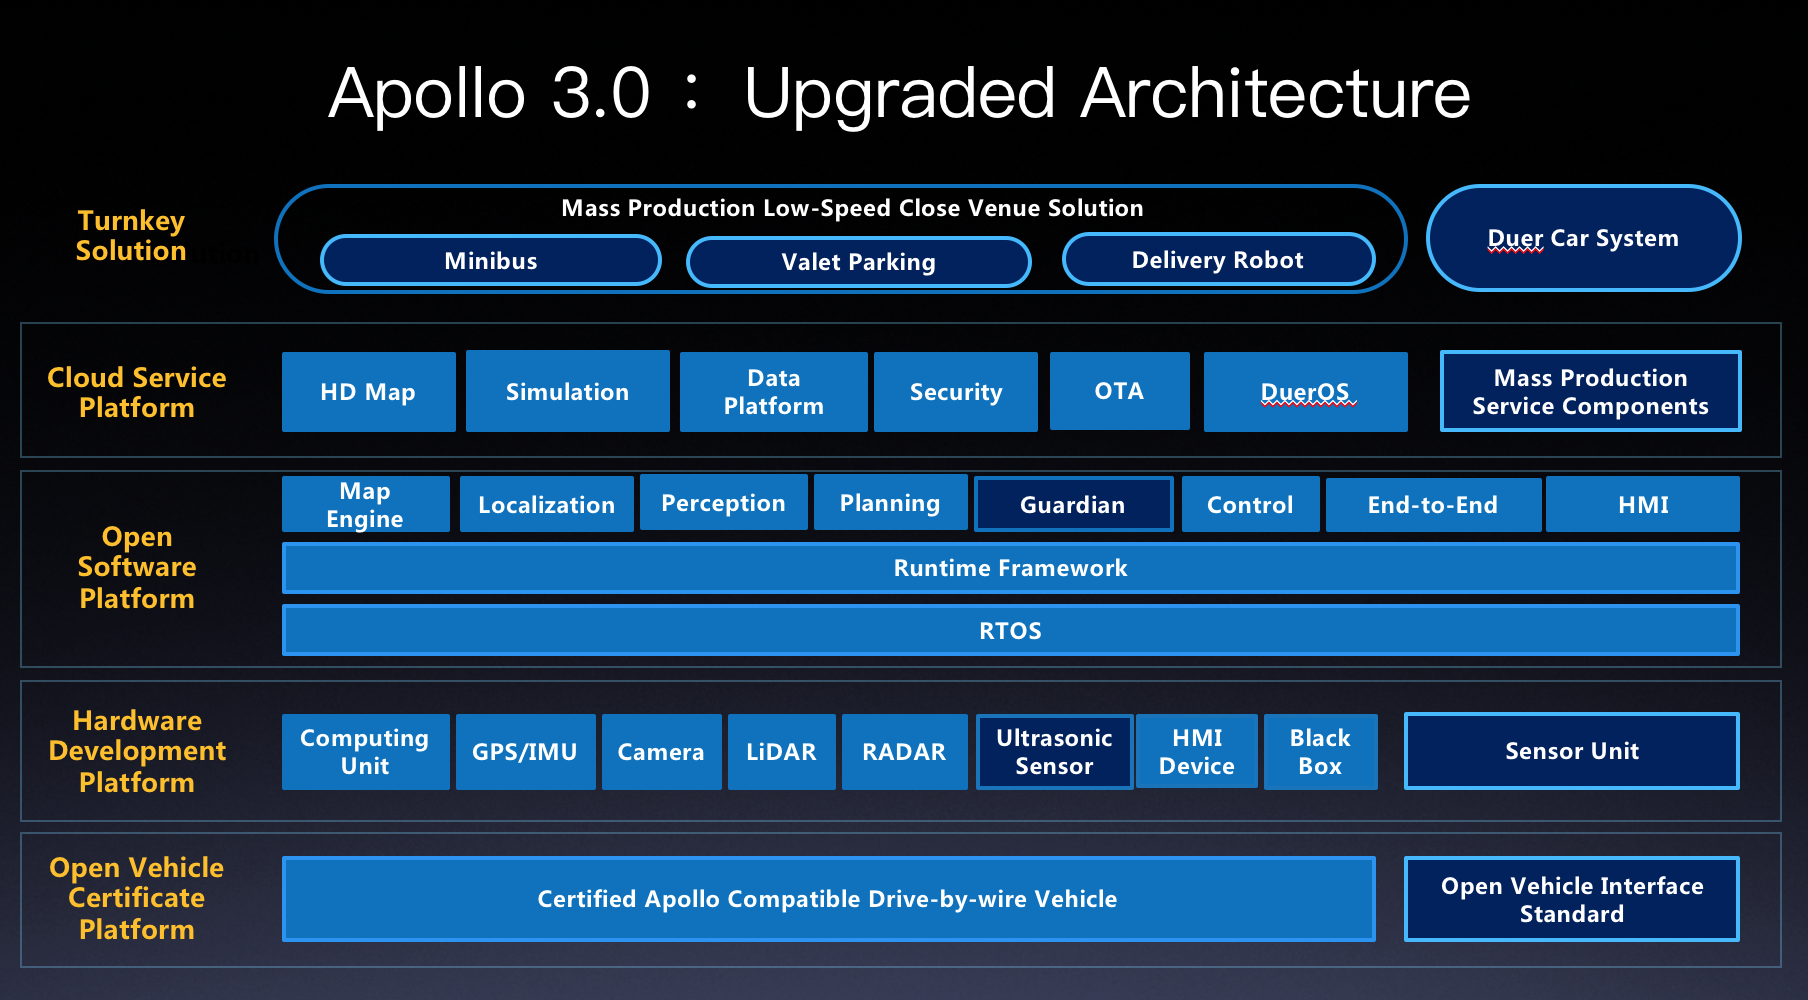 Apollo 3.0 : Upgraded Architecture
Turnkey
Solution
Mass Production Low-Speed Close Venue Solution
Minibus
Valet Parking
Delivery Robot
Duer Car System
Cloud Service
Platform
HD Map
Simulation
Data
Platform
Security
OTA
DuerOS
Mass Production
Service Components
Open
Software
Platform
Map
Engine
Localization
Perception
Planning
Guardian
Control
End-to-End
HMI
Runtime Framework
RTOS
Hardware
Development
Platform
Computing
Unit
GPS/IMU
Camera
LiDAR
RADAR
Ultrasonic
Sensor
HMI
Device
Black
Box
Sensor Unit
Open Vehicle
Certificate
Platform
Certified Apollo Compatible Drive-by-wire Vehicle
Open Vehicle Interface
Standard